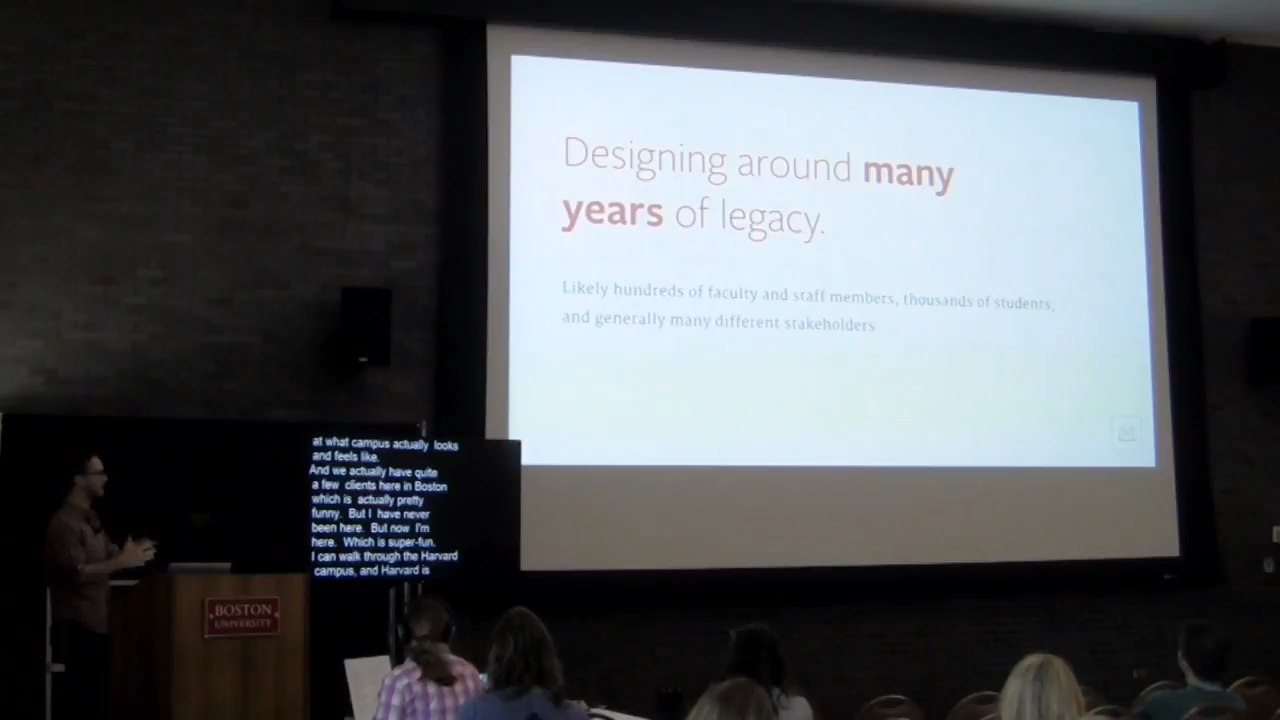 Designing around many
years of legacy.
Likely hundreds of faculty and staff members, thousands of students,
and generally many different stakeholders
at what campus actually looks
and feels like.
And we actually have quite
a few clients here in Boston
which is actually pretty
funny. But I have never
been here. But now I'm
here. Which is super-fun.
I can walk through the Harvard
campus, and Harvard is
BOSTON
UNIVERSITY